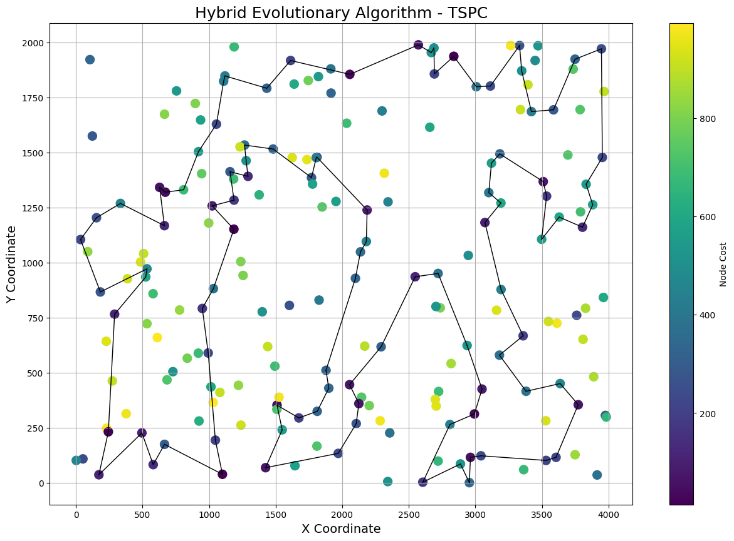 Hybrid Evolutionary Algorithm - TSPC
2000
1750
1500
1250
1000
750
500
250
0
Y Coordinate
0 500 1000 1500 2000 2500 3000 3500 4000
X Coordinate
800
600
400
200
Node Cost